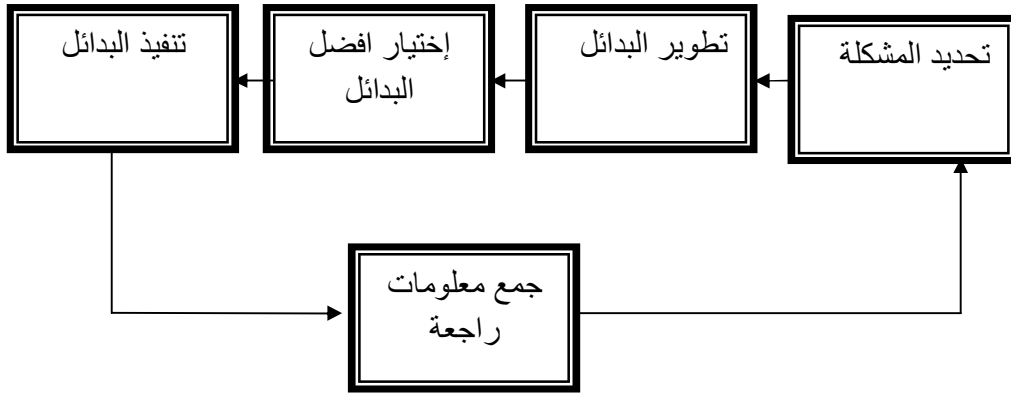 تحديد المشكلة
تطوير البدائل
إختيار افضل
البدائل
تنفيذ البدائل
جمع معلومات
راجعة